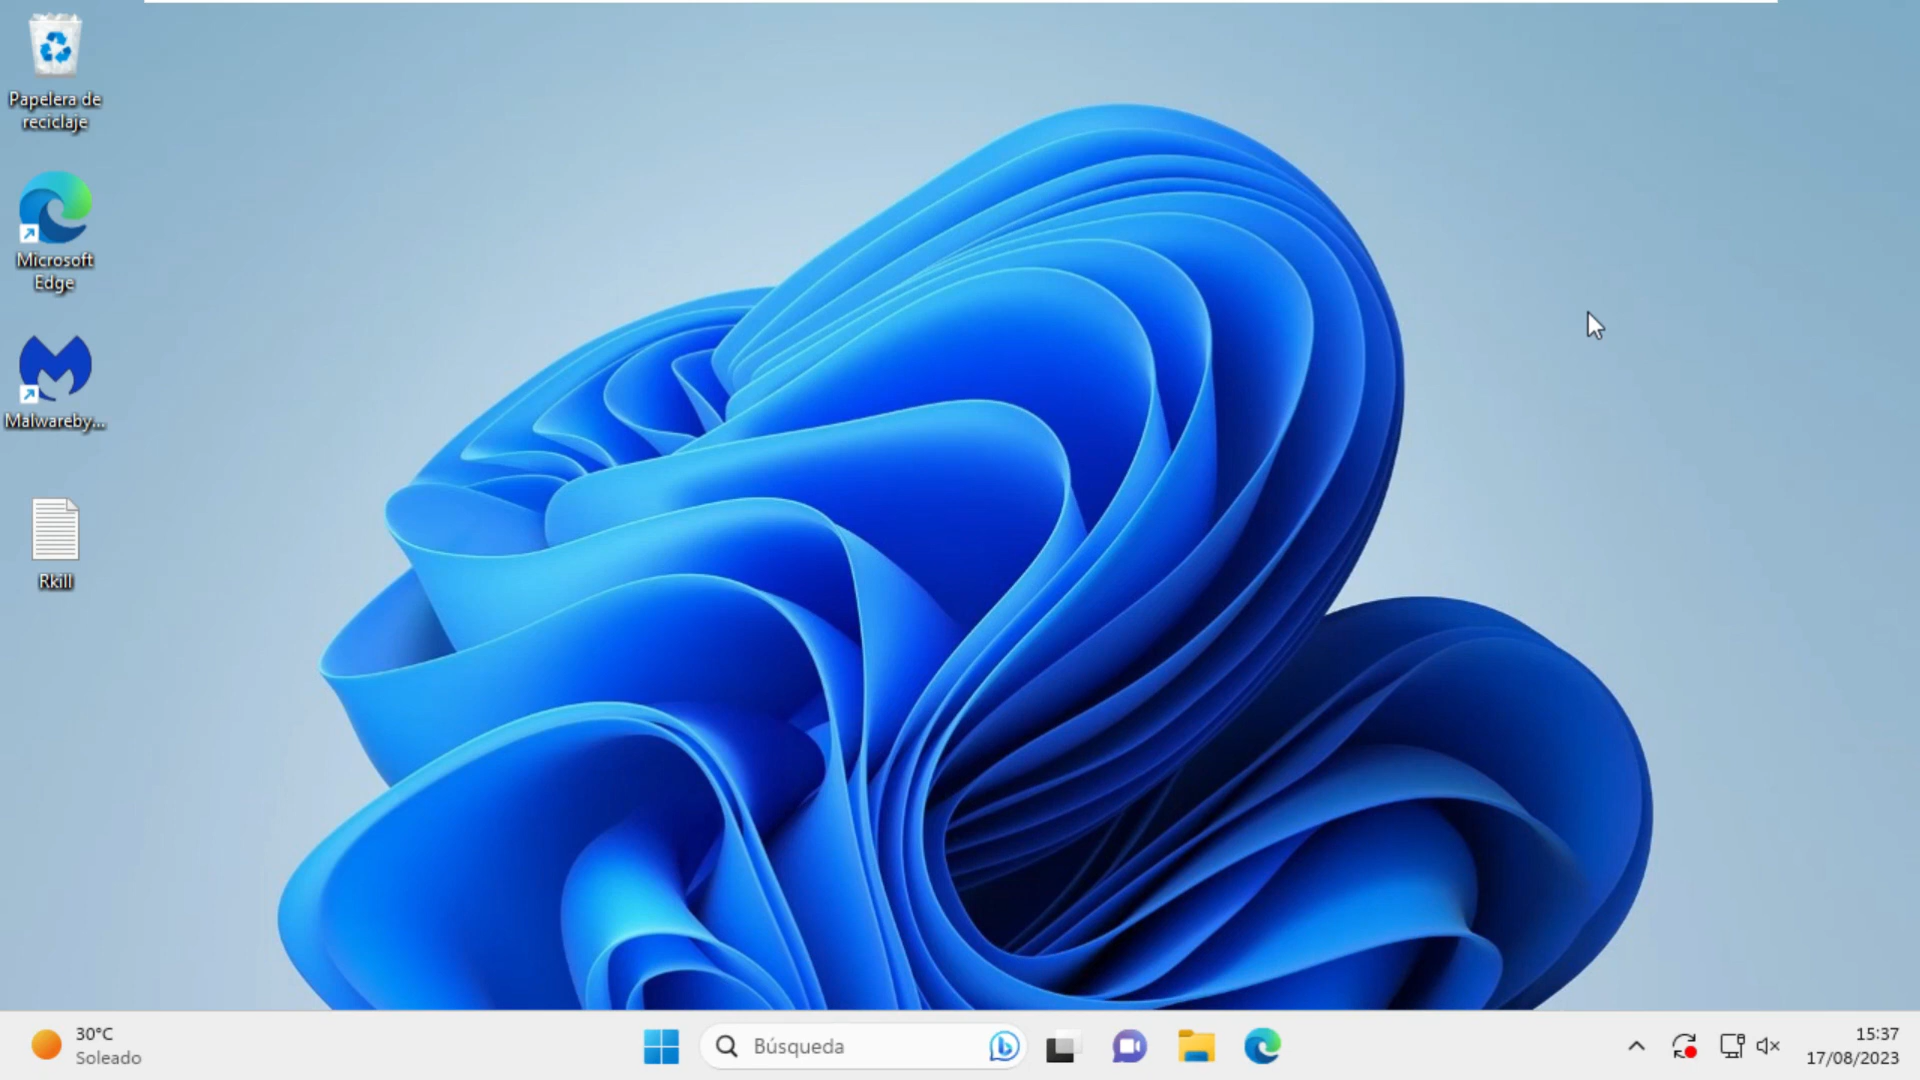 Papelera de
reciclaje
Microsoft
Edge
Malwareby...
Rkill
30°C
Soleado
Búsqueda
15:37
17/08/2023